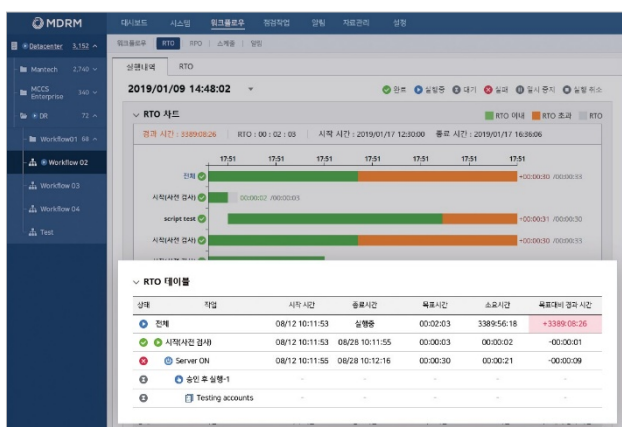 MDRM
대시보드 시스템 워크플로우 점검작업 알림 자료관리 설정
Datacenter 3,152
워크플로우 RTO RPO 스케줄 알림
Mantech 2,740
실행내역 RTO
MCCS Enterprise 340
2019/01/09 14:48:02
완료 실행중 대기 실패 일시 중지 실행 취소
DR 72
RTO 차트
RTO 이내 RTO 초과 RTO
Workflow01 68
경과 시간 : 3389:08:26 RTO : 00 : 02 : 03 시작 시간 : 2019/01/17 12:30:00 종료 시간 : 2019/01/17 16:36:06
Workflow 02
17:51 17:51 17:51 17:51 17:51 17:51 17:51
전체 +00:00:30 /00:00:33
Workflow 03
시작(사전 검사) 00:00:02 /00:00:03
Workflow 04
script test +00:00:31 /00:00:30
Test
시작(사전 검사) +00:00:30 /00:00:33
RTO 테이블
상태 작업 시작 시간 종료시간 목표시간 소요시간 목표대비 경과 시간
전체 08/12 10:11:53 실행중 00:02:03 3389:56:18 +3389:08:26
시작(사전 검사) 08/12 10:11:53 08/28 10:11:55 00:00:03 00:00:02 -00:00:01
Server ON 08/12 10:11:55 08/28 10:12:16 00:00:30 00:00:21 -00:00:09
승인 후 실행-1 - - - - -
Testing accounts - - - - -